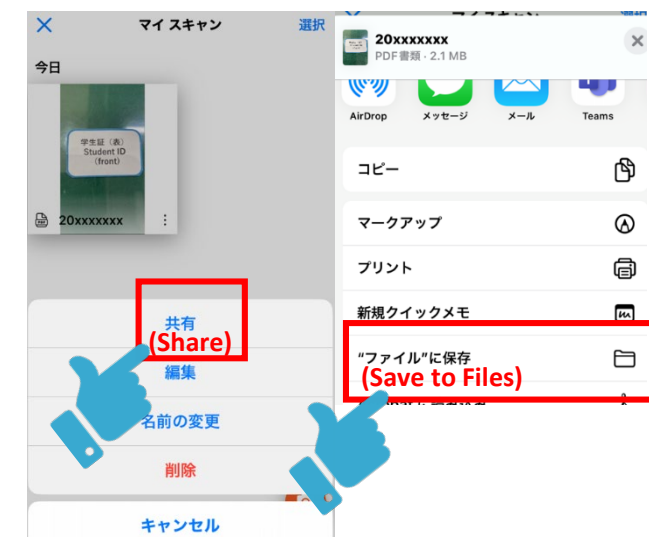 マイ スキャン
選択
今日
学生証（表）
Student ID
(front)
20xxxxxxx
共有
(Share)
編集
名前の変更
削除
キャンセル
20xxxxxxx
PDF 書類・2.1 MB
AirDrop
メッセージ
メール
Teams
コピー
マークアップ
プリント
新規クイックメモ
“ファイル”に保存
(Save to Files)